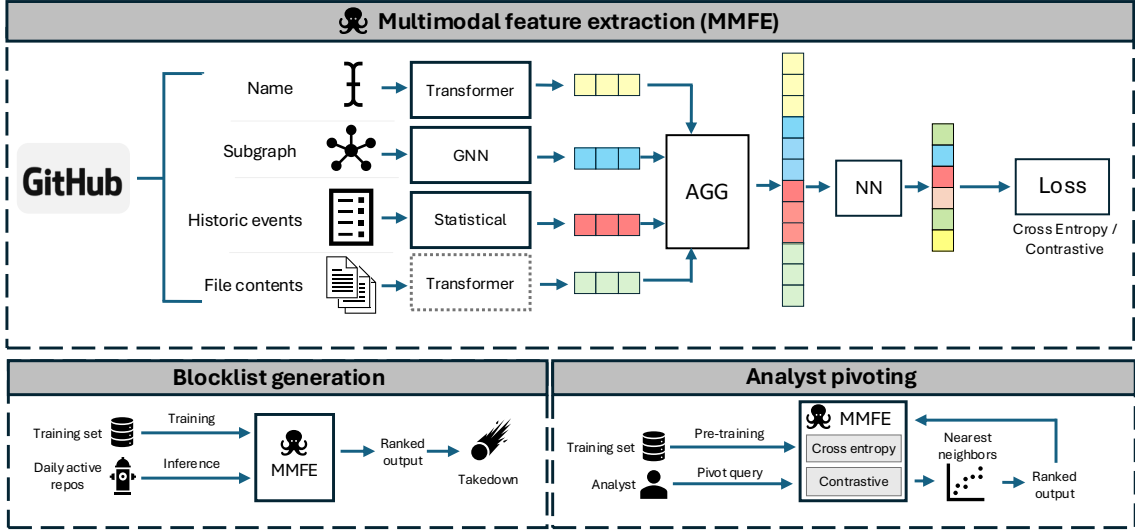 Multimodal feature extraction (MMFE)
GitHub
Name
Transformer
Subgraph
GNN
Historic events
Statistical
File contents
Transformer
AGG
NN
Loss
Cross Entropy /
Contrastive
Blocklist generation
Training set
Training
Daily active
repos
Inference
MMFE
Ranked
output
Takedown
Analyst pivoting
Training set
Pre-training
Analyst
Pivot query
MMFE
Cross entropy
Contrastive
Nearest
neighbors
Ranked
output